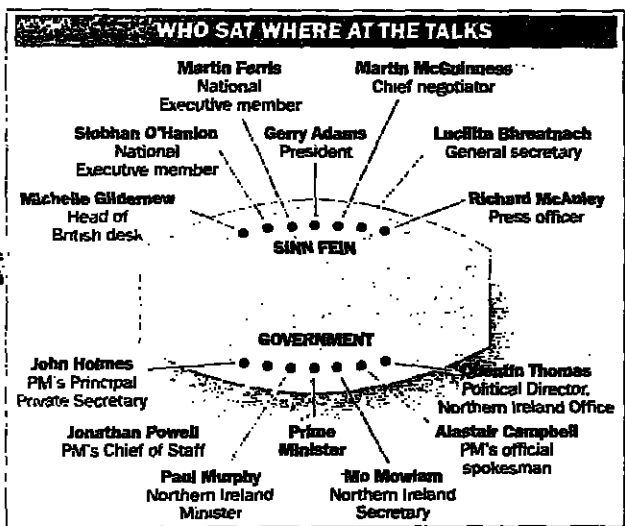 WHO SAT WHERE AT THE TALKS
Martin Ferris
National
Executive member
Martin McGuinness
Chief negotiator
Siobhan O'Hanlon
National
Executive member
Gerry Adams
President
Lucilita Bhreatnach
General secretary
Michelle Gildernew
Head of
British desk
Richard McAuley
Press officer
SINN FEIN
GOVERNMENT
John Holmes
PM's Principal
Private Secretary
Quentin Thomas
Political Director,
Northern Ireland Office
Jonathan Powell
PM's Chief of Staff
Prime
Minister
Alastair Campbell
PM's official
spokesman
Paul Murphy
Northern Ireland
Minister
Mo Mowlam
Northern Ireland
Secretary